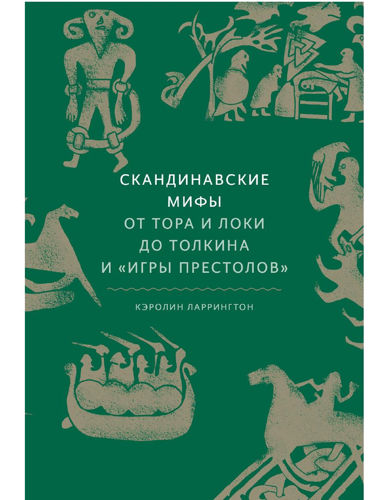 СКАНДИНАВСКИЕ
МИФЫ
ОТ ТОРА И ЛОКИ
ДО ТОЛКИНА
И «ИГРЫ ПРЕСТОЛОВ»
КЭРОЛИН ЛАРРИНГТОН